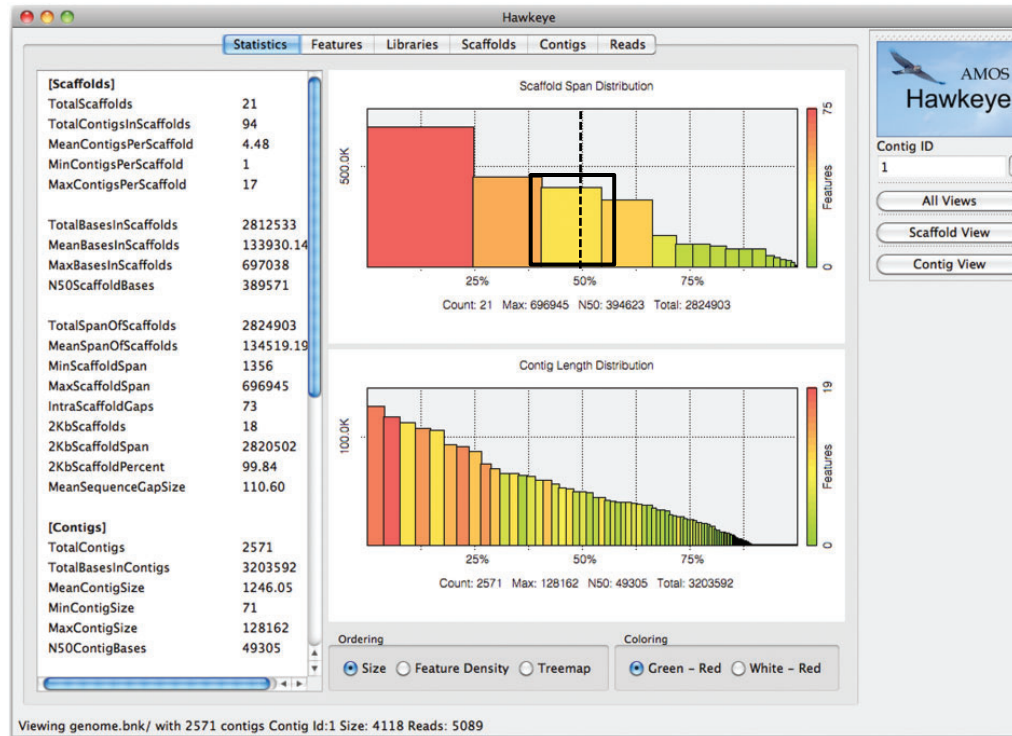 Hawkeye
Statistics Features Libraries Scaffolds Contigs Reads
[Scaffolds]
TotalScaffolds 21
TotalContigsInScaffolds 94
MeanContigsPerScaffold 4.48
MinContigsPerScaffold 1
MaxContigsPerScaffold 17
TotalBasesInScaffolds 2812533
MeanBasesInScaffolds 133930.14
MaxBasesInScaffolds 697038
N50ScaffoldBases 389571
TotalSpanOfScaffolds 2824903
MeanSpanOfScaffolds 134519.19
MinScaffoldSpan 1356
MaxScaffoldSpan 696945
IntraScaffoldGaps 73
2KbScaffolds 18
2KbScaffoldSpan 2820502
2KbScaffoldPercent 99.84
MeanSequenceGapSize 110.60
[Contigs]
TotalContigs 2571
TotalBasesInContigs 3203592
MeanContigSize 1246.05
MinContigSize 71
MaxContigSize 128162
N50ContigBases 49305
Scaffold Span Distribution
500.0K
75
Features
0
25% 50% 75%
Count: 21 Max: 696945 N50: 394623 Total: 2824903
Contig Length Distribution
100.0K
19
Features
0
25% 50% 75%
Count: 2571 Max: 128162 N50: 49305 Total: 3203592
Ordering
Size Feature Density Treemap
Coloring
Green - Red White - Red
AMOS
Hawkeye
Contig ID
1
All Views
Scaffold View
Contig View
Viewing genome.bnk/ with 2571 contigs Contig Id:1 Size: 4118 Reads: 5089